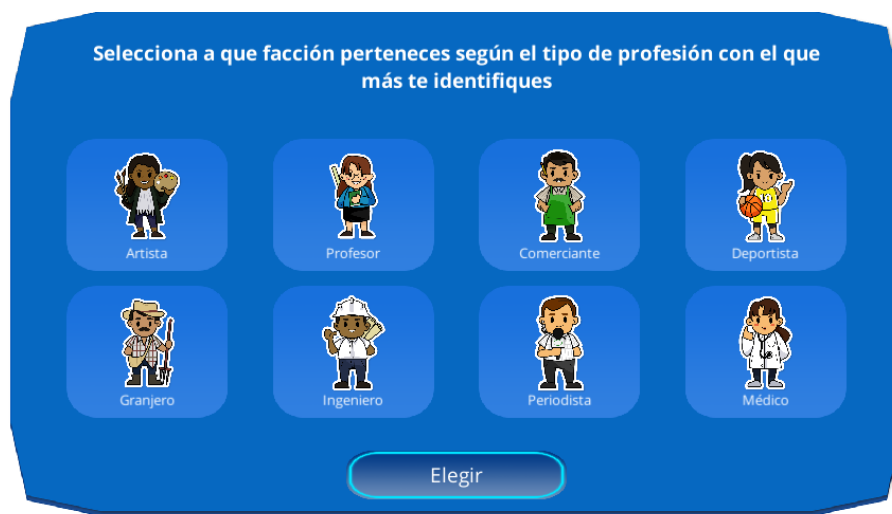 Selecciona a que facción perteneces según el tipo de profesión con el que
más te identifiques
Artista
Profesor
Comerciante
Deportista
Granjero
Ingeniero
Periodista
Médico
Elegir